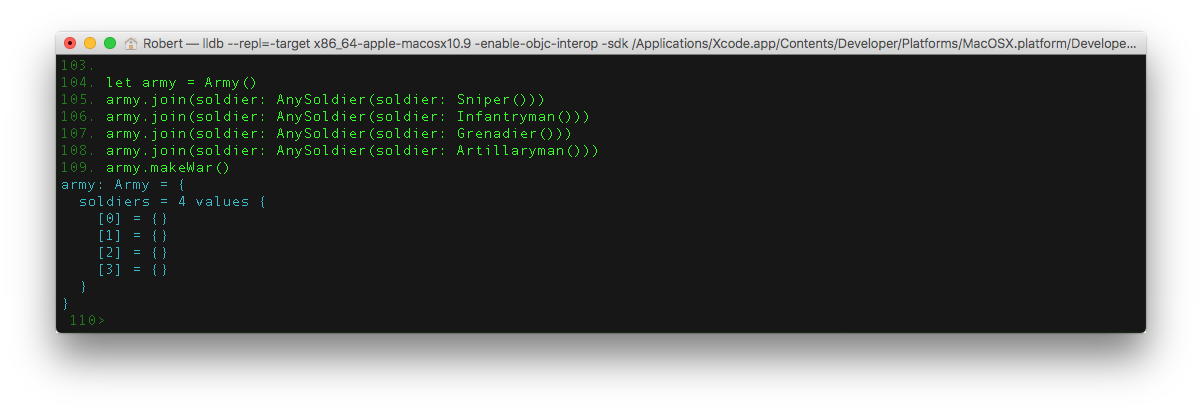 Robert — lldb --repl=-target x86_64-apple-macosx10.9 -enable-objc-interop -sdk /Applications/Xcode.app/Contents/Developer/Platforms/MacOSX.platform/Develope...
103.
104. let army = Army()
105. army.join(soldier: AnySoldier(soldier: Sniper()))
106. army.join(soldier: AnySoldier(soldier: Infantryman()))
107. army.join(soldier: AnySoldier(soldier: Grenadier()))
108. army.join(soldier: AnySoldier(soldier: Artillaryman()))
109. army.makeWar()
army: Army = {
  soldiers = 4 values {
    [0] = {}
    [1] = {}
    [2] = {}
    [3] = {}
  }
}
 110>